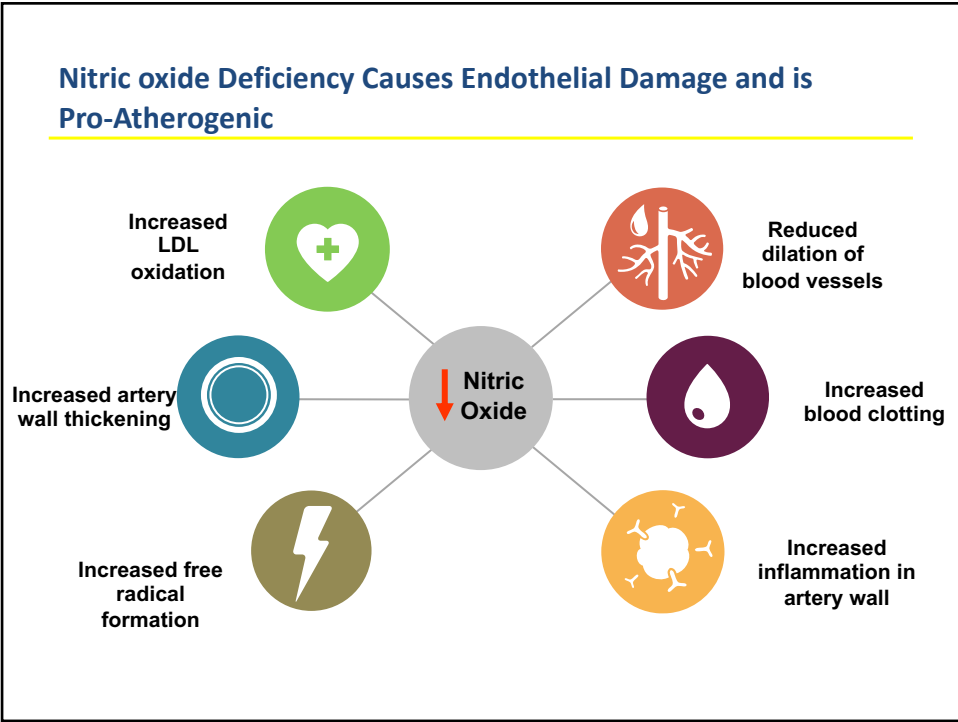 Nitric oxide Deficiency Causes Endothelial Damage and is
Pro-Atherogenic
Increased
LDL
oxidation
Reduced
dilation of
blood vessels
Increased artery
wall thickening
Nitric
Oxide
Increased
blood clotting
Increased free
radical
formation
Increased
inflammation in
artery wall